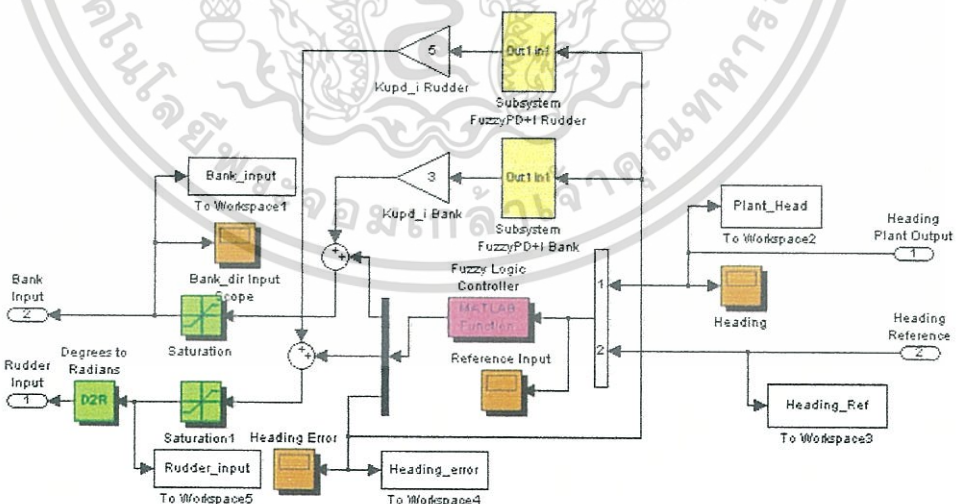 5
Kupd_i Rudder
Out1 In1
Subsystem
FuzzyPD+I Rudder
3
Kupd_i Bank
Out1 In1
Subsystem
FuzzyPD+I Bank
Bank_input
To Workspace1
Bank_dir Input
Scope
Bank
Input
2
Saturation
Rudder
Input
1
Degrees to
Radians
D2R
Saturation1
Rudder_input
To Workspace5
Heading Error
Heading_error
To Workspace4
Fuzzy Logic
Controller
MATLAB
Function
Reference Input
1
2
Plant_Head
To Workspace2
Heading
Plant Output
1
Heading
Heading
Reference
2
Heading_Ref
To Workspace3